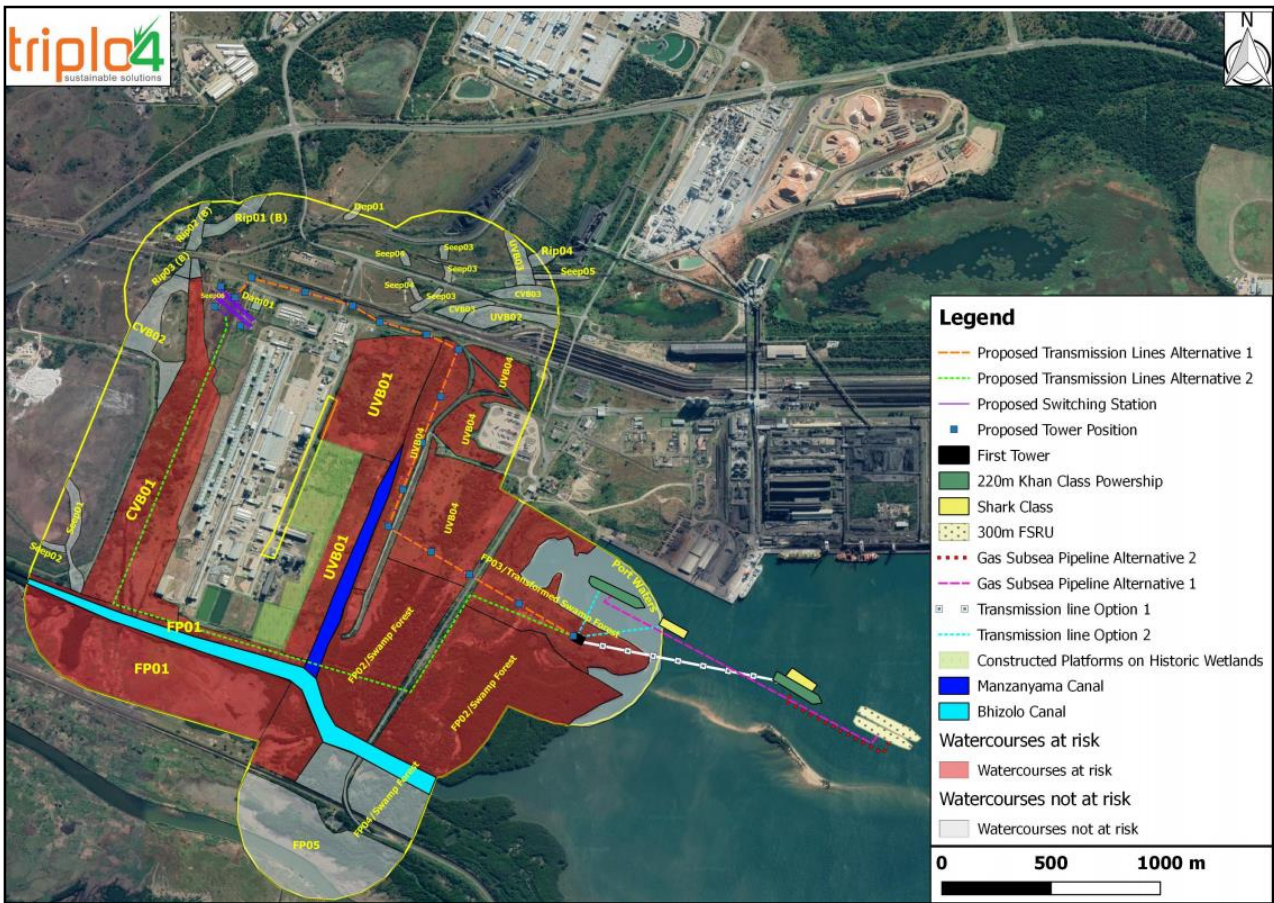 triplo4
sustainable solutions
N
Dep01
Rip02 (B)
Rip01 (B)
Rip04
UVB03
Seep04
Seep03
Rip03 (B)
Seep03
Seep05
Seep06
Dam01
Seep04
Seep03
CVB03
CVB03
UVB02
CVB02
UVB04
UVB01
UVB04
UVB04
CVB01
Seep01
UVB04
UVB01
Seep02
FP03/Transformed Swamp Forest
Port Waters
FP01
FP01
FP02/Swamp Forest
FP02/Swamp Forest
FP04/Swamp Forest
FP05
Legend
Proposed Transmission Lines Alternative 1
Proposed Transmission Lines Alternative 2
Proposed Switching Station
Proposed Tower Position
First Tower
220m Khan Class Powership
Shark Class
300m FSRU
Gas Subsea Pipeline Alternative 2
Gas Subsea Pipeline Alternative 1
Transmission line Option 1
Transmission line Option 2
Constructed Platforms on Historic Wetlands
Manzanyama Canal
Bhizolo Canal
Watercourses at risk
Watercourses at risk
Watercourses not at risk
Watercourses not at risk
0 500 1000 m